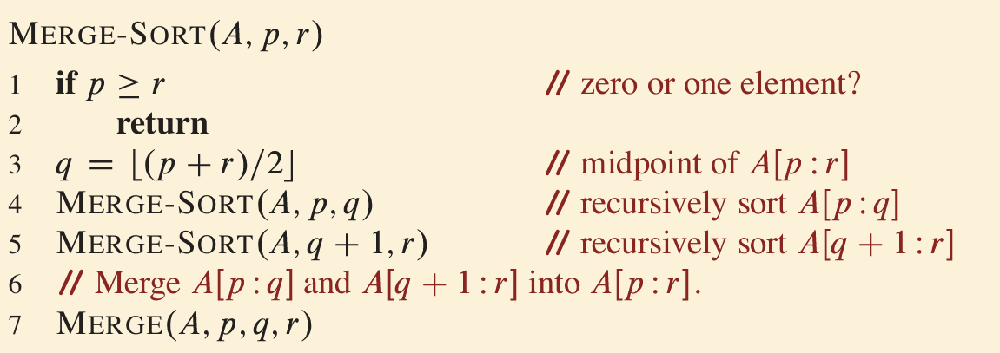 MERGE-SORT(A, p, r)
1 if p ≥ r // zero or one element?
2 return
3 q = ⌊(p + r)/2⌋ // midpoint of A[p : r]
4 MERGE-SORT(A, p, q) // recursively sort A[p : q]
5 MERGE-SORT(A, q + 1, r) // recursively sort A[q + 1 : r]
6 // Merge A[p : q] and A[q + 1 : r] into A[p : r].
7 MERGE(A, p, q, r)